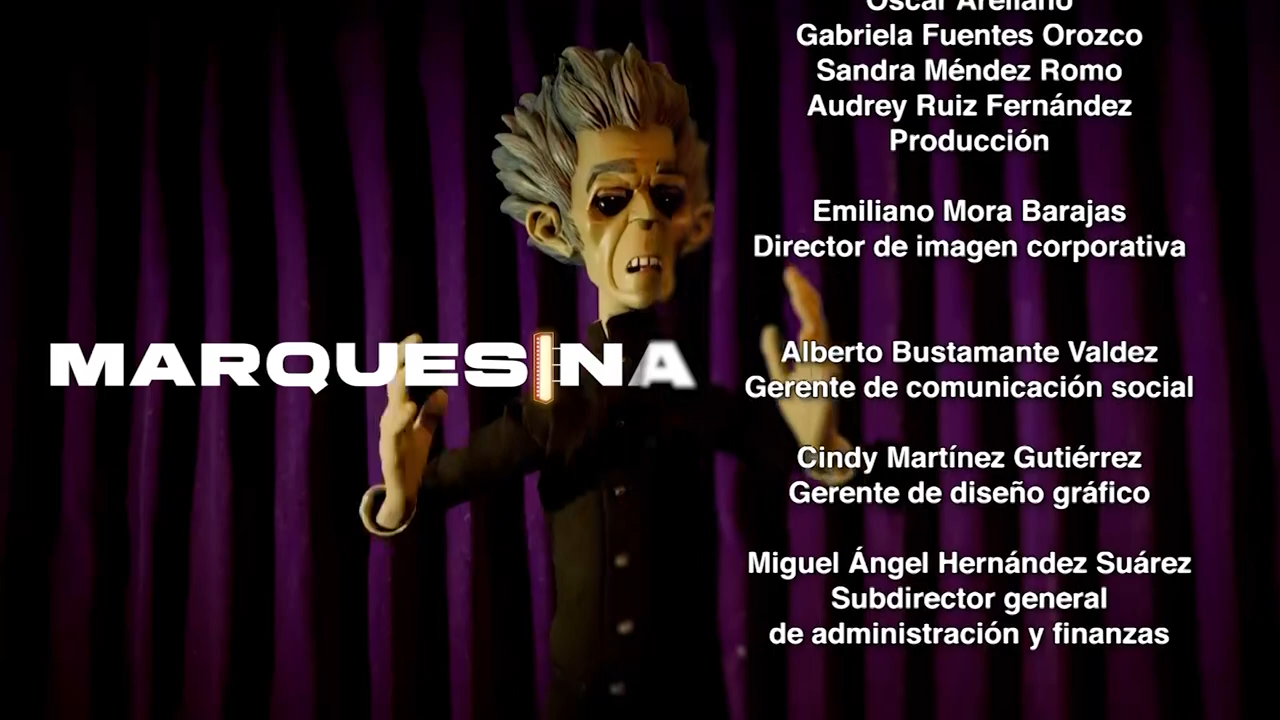 Oscar Arellano
Gabriela Fuentes Orozco
Sandra Méndez Romo
Audrey Ruiz Fernández
Producción
Emiliano Mora Barajas
Director de imagen corporativa
MARQUESINA
Alberto Bustamante Valdez
Gerente de comunicación social
Cindy Martínez Gutiérrez
Gerente de diseño gráfico
Miguel Ángel Hernández Suárez
Subdirector general
de administración y finanzas